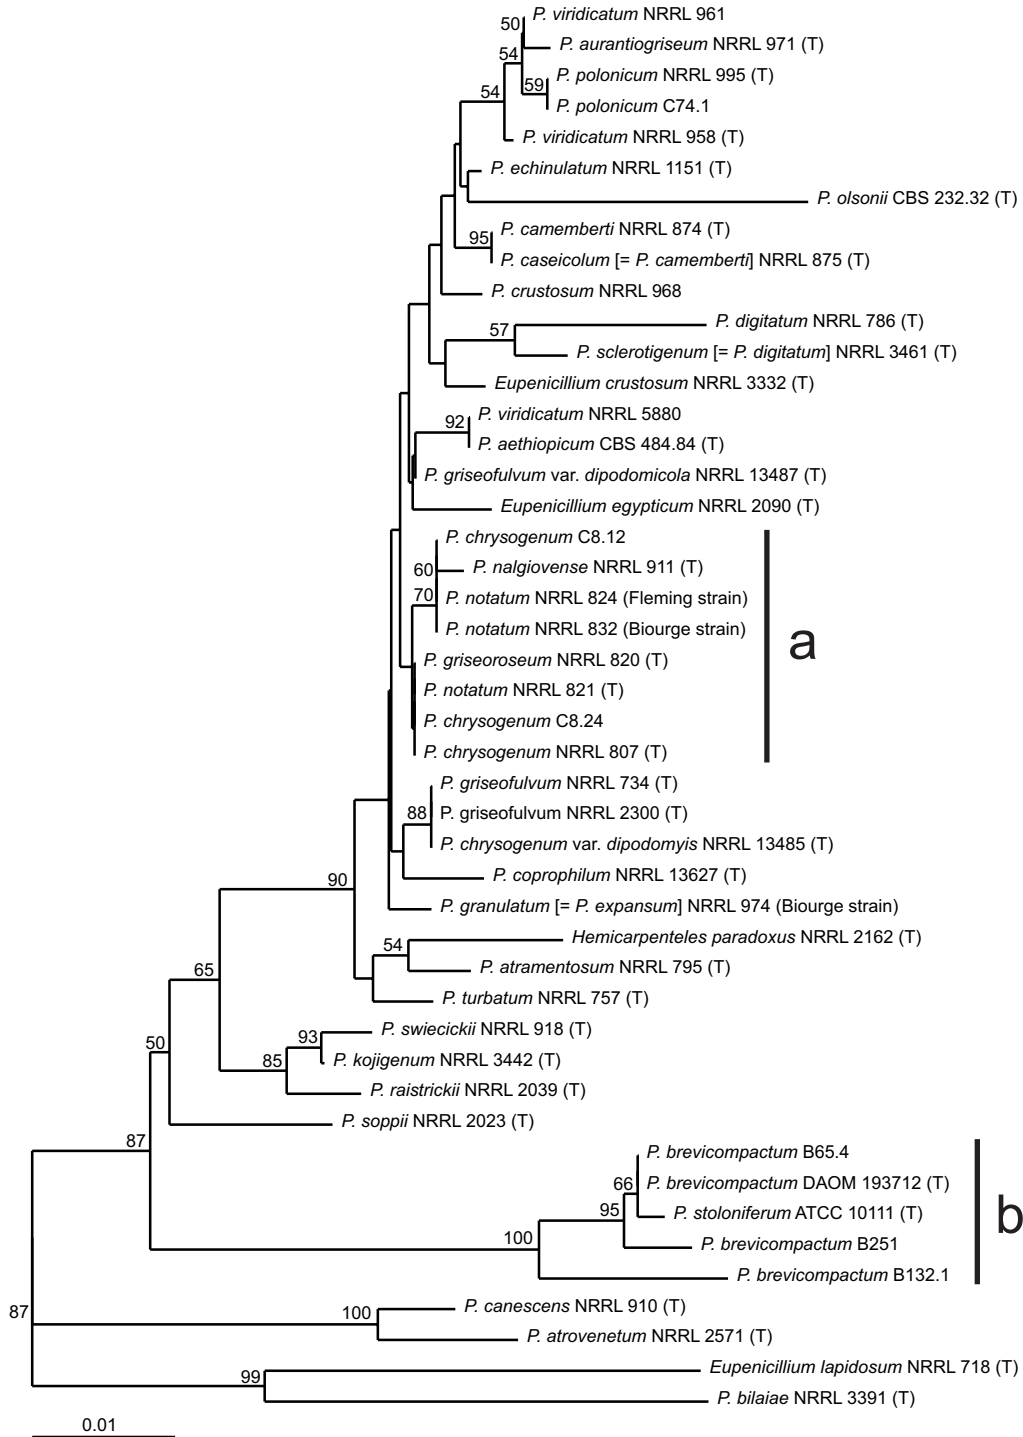 P. viridicatum NRRL 961
50
P. aurantiogriseum NRRL 971 (T)
54
P. polonicum NRRL 995 (T)
59
54
P. polonicum C74.1
P. viridicatum NRRL 958 (T)
P. echinulatum NRRL 1151 (T)
P. olsonii CBS 232.32 (T)
P. camemberti NRRL 874 (T)
95
P. caseicolum [= P. camemberti] NRRL 875 (T)
P. crustosum NRRL 968
P. digitatum NRRL 786 (T)
57
P. sclerotigenum [= P. digitatum] NRRL 3461 (T)
Eupenicillium crustosum NRRL 3332 (T)
P. viridicatum NRRL 5880
92
P. aethiopicum CBS 484.84 (T)
P. griseofulvum var. dipodomicola NRRL 13487 (T)
Eupenicillium egypticum NRRL 2090 (T)
P. chrysogenum C8.12
60
P. nalgiovense NRRL 911 (T)
70
P. notatum NRRL 824 (Fleming strain)
P. notatum NRRL 832 (Biourge strain)
a
P. griseoroseum NRRL 820 (T)
P. notatum NRRL 821 (T)
P. chrysogenum C8.24
P. chrysogenum NRRL 807 (T)
P. griseofulvum NRRL 734 (T)
88
P. griseofulvum NRRL 2300 (T)
P. chrysogenum var. dipodomyis NRRL 13485 (T)
P. coprophilum NRRL 13627 (T)
90
P. granulatum [= P. expansum] NRRL 974 (Biourge strain)
Hemicarpenteles paradoxus NRRL 2162 (T)
54
P. atramentosum NRRL 795 (T)
65
P. turbatum NRRL 757 (T)
P. swiecickii NRRL 918 (T)
93
50
P. kojigenum NRRL 3442 (T)
85
P. raistrickii NRRL 2039 (T)
P. soppii NRRL 2023 (T)
87
P. brevicompactum B65.4
66
P. brevicompactum DAOM 193712 (T)
95
P. stoloniferum ATCC 10111 (T)
b
100
P. brevicompactum B251
P. brevicompactum B132.1
87
P. canescens NRRL 910 (T)
100
P. atrovenetum NRRL 2571 (T)
Eupenicillium lapidosum NRRL 718 (T)
99
P. bilaiae NRRL 3391 (T)
0.01